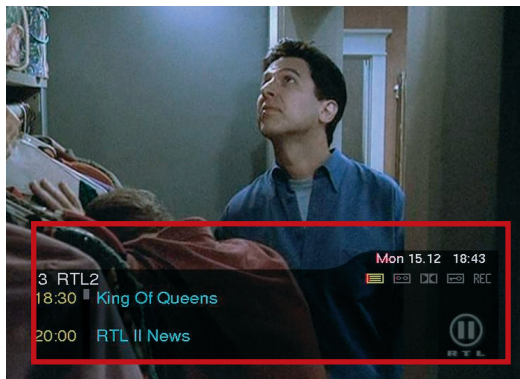 Mon 15.12 18:43
3 RTL2
REC
18:30 King Of Queens
20:00 RTL II News
RTL